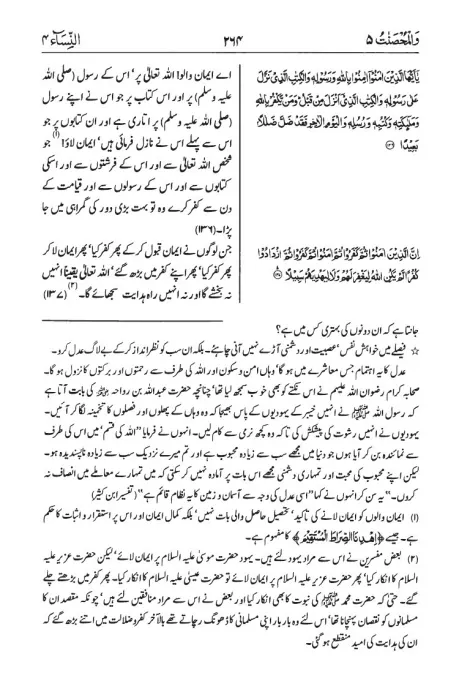 وَالْمُحْصَنٰتُ ۵
۲۶۴
النِّسَآء ۴
يٰٓاَيُّهَا الَّذِيْنَ اٰمَنُوْٓا اٰمِنُوْا بِاللّٰهِ وَرَسُوْلِهٖ وَالْكِتٰبِ الَّذِيْ نَزَّلَ
عَلٰى رَسُوْلِهٖ وَالْكِتٰبِ الَّذِيْٓ اَنْزَلَ مِنْ قَبْلُ ۭ وَمَنْ يَّكْفُرْ بِاللّٰهِ
وَمَلٰٓئِكَتِهٖ وَكُتُبِهٖ وَرُسُلِهٖ وَالْيَوْمِ الْاٰخِرِ فَقَدْ ضَلَّ ضَلٰلًۢا
بَعِيْدًا
اے ایمان والو! اللہ تعالیٰ پر، اس کے رسول (صلی اللہ
علیہ وسلم) پر اور اس کتاب پر جو اس نے اپنے رسول
(صلی اللہ علیہ وسلم) پر اتاری ہے اور ان کتابوں پر جو
اس سے پہلے اس نے نازل فرمائی ہیں، ایمان لاؤ! (۱) جو
شخص اللہ تعالیٰ سے اور اس کے فرشتوں سے اور اسکی
کتابوں سے اور اس کے رسولوں سے اور قیامت کے
دن سے کفر کرے وہ تو بہت بڑی دور کی گمراہی میں جا
پڑا۔ (۱۳۶)
اِنَّ الَّذِيْنَ اٰمَنُوْا ثُمَّ كَفَرُوْا ثُمَّ اٰمَنُوْا ثُمَّ كَفَرُوْا ثُمَّ ازْدَادُوْا
كُفْرًا لَّمْ يَكُنِ اللّٰهُ لِيَغْفِرَ لَهُمْ وَلَا لِيَهْدِيَهُمْ سَبِيْلًا
جن لوگوں نے ایمان قبول کر کے پھر کفر کیا، پھر ایمان لا کر
پھر کفر کیا، پھر اپنے کفر میں بڑھ گئے، اللہ تعالیٰ یقیناً انہیں
نہ بخشے گا اور نہ انہیں راہ ہدایت سمجھائے گا۔ (۲) (۱۳۷)
جانتا ہے کہ ان دونوں کی بہتری کس میں ہے؟
☆ فیصلے میں خواہش نفس، عصبیت اور دشمنی آڑے نہیں آنی چاہئے۔ بلکہ ان سب کو نظر انداز کر کے بے لاگ عدل کرو۔
عدل کا یہ اہتمام جس معاشرے میں ہو گا، وہاں امن و سکون اور اللہ کی طرف سے رحمتوں اور برکتوں کا نزول ہو گا۔
صحابہ کرام رضوان اللہ علیہم نے اس نکتے کو بھی خوب سمجھ لیا تھا، چنانچہ حضرت عبداللہ بن رواحہ رضی اللہ عنہ کی بابت آتا ہے
کہ رسول اللہ ﷺ نے انہیں خیبر کے یہودیوں کے پاس بھیجا کہ وہ وہاں کے پھلوں اور فصلوں کا تخمینہ لگا کر آئیں۔
یہودیوں نے انہیں رشوت کی پیشکش کی تاکہ وہ کچھ نرمی سے کام لیں۔ انہوں نے فرمایا "اللہ کی قسم، میں اس کی طرف
سے نمائندہ بن کر آیا ہوں جو دنیا میں مجھے سب سے زیادہ محبوب ہے اور تم میرے نزدیک سب سے زیادہ ناپسندیدہ ہو۔
لیکن اپنے محبوب کی محبت اور تمہاری دشمنی مجھے اس بات پر آمادہ نہیں کر سکتی کہ میں تمہارے معاملے میں انصاف نہ
کروں۔" یہ سن کر انہوں نے کہا "اسی عدل کی وجہ سے آسمان و زمین کا یہ نظام قائم ہے" (تفسیر ابن کثیر)
(۱) ایمان والوں کو ایمان لانے کی تاکید، تحصیل حاصل والی بات نہیں، بلکہ کمال ایمان اور اس پر استقرار و اثبات کا حکم
ہے۔ جیسے ﴿ اِهْدِنَا الصِّرَاطَ الْمُسْتَقِيْمَ ﴾ کا مفہوم ہے۔
(۲) بعض مفسرین نے اس سے مراد یہود لئے ہیں۔ یہود حضرت موسیٰ علیہ السلام پر ایمان لائے، لیکن حضرت عزیر علیہ
السلام کا انکار کیا، پھر حضرت عزیر علیہ السلام پر ایمان لائے تو حضرت عیسیٰ علیہ السلام کا انکار کیا۔ پھر کفر میں بڑھتے چلے
گئے۔ حتیٰ کہ حضرت محمد ﷺ کی نبوت کا بھی انکار کیا اور بعض نے اس سے مراد منافقین لئے ہیں، چونکہ مقصد ان کا
مسلمانوں کو نقصان پہنچانا تھا، اس لئے وہ بار بار اپنی مسلمانی کا ڈھونگ رچاتے تھے بالآخر کفر و ضلالت میں اتنے بڑھ گئے کہ
ان کی ہدایت کی امید منقطع ہو گئی۔